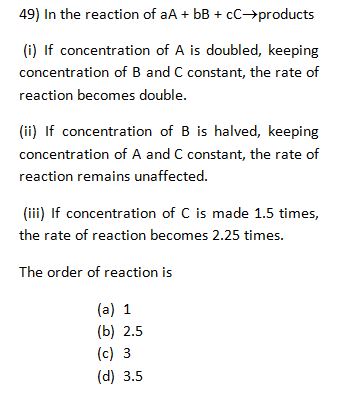 49) In the reaction of aA + bB + cC→products
(i) If concentration of A is doubled, keeping
concentration of B and C constant, the rate of
reaction becomes double.
(ii) If concentration of B is halved, keeping
concentration of A and C constant, the rate of
reaction remains unaffected.
(iii) If concentration of C is made 1.5 times,
the rate of reaction becomes 2.25 times.
The order of reaction is
(a) 1
(b) 2.5
(c) 3
(d) 3.5